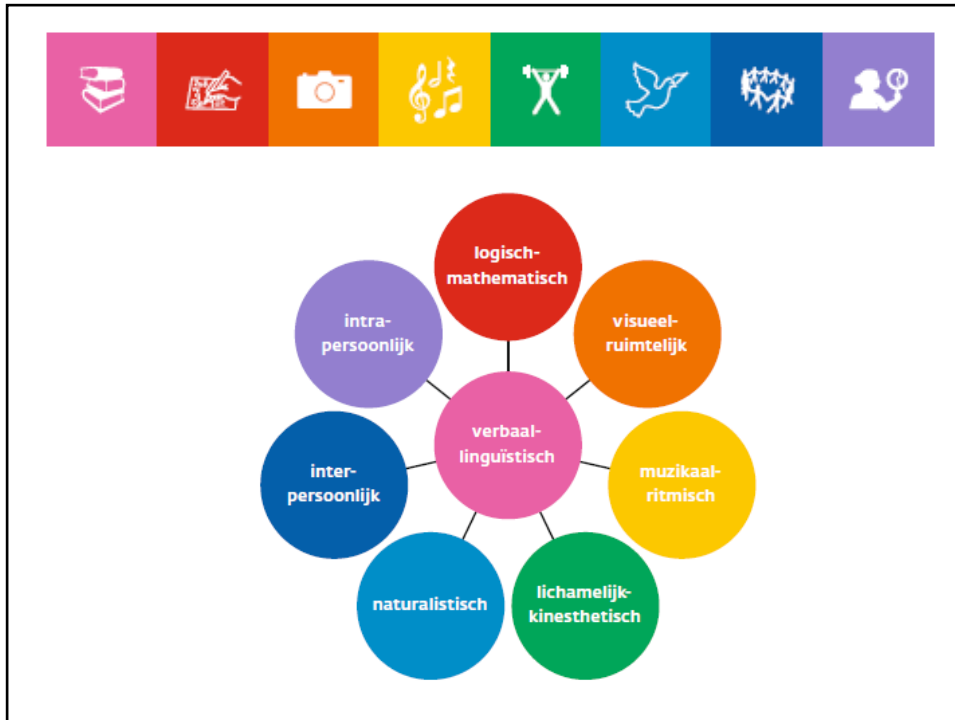 logisch-
mathematisch
intra-
persoonlijk
visueel-
ruimtelijk
verbaal-
linguïstisch
inter-
persoonlijk
muzikaal-
ritmisch
naturalistisch
lichamelijk-
kinesthetisch